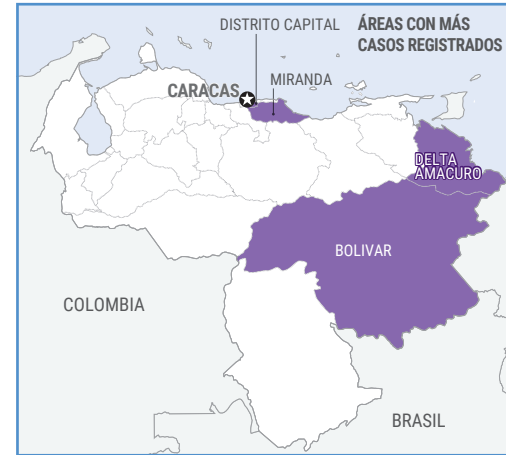 DISTRITO CAPITAL
ÁREAS CON MÁS
CASOS REGISTRADOS
MIRANDA
CARACAS
DELTA
AMACURO
BOLIVAR
COLOMBIA
BRASIL